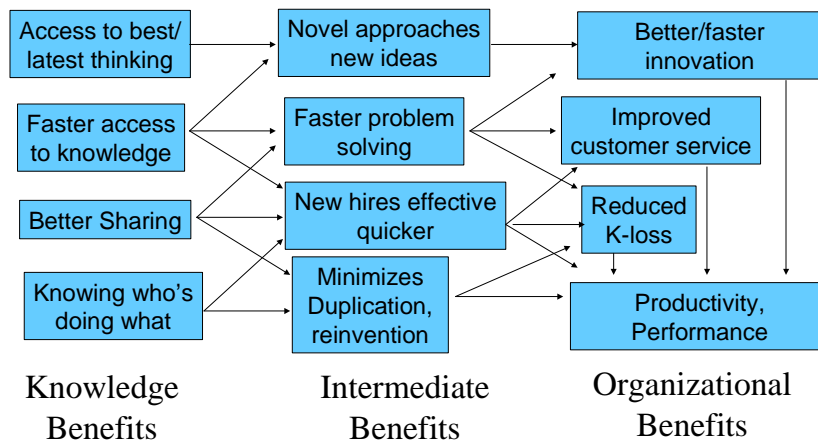 Access to best/
latest thinking
Novel approaches
new ideas
Better/faster
innovation
Faster access
to knowledge
Faster problem
solving
Improved
customer service
Better Sharing
New hires effective
quicker
Reduced
K-loss
Knowing who's
doing what
Minimizes
Duplication,
reinvention
Productivity,
Performance
Knowledge
Benefits
Intermediate
Benefits
Organizational
Benefits